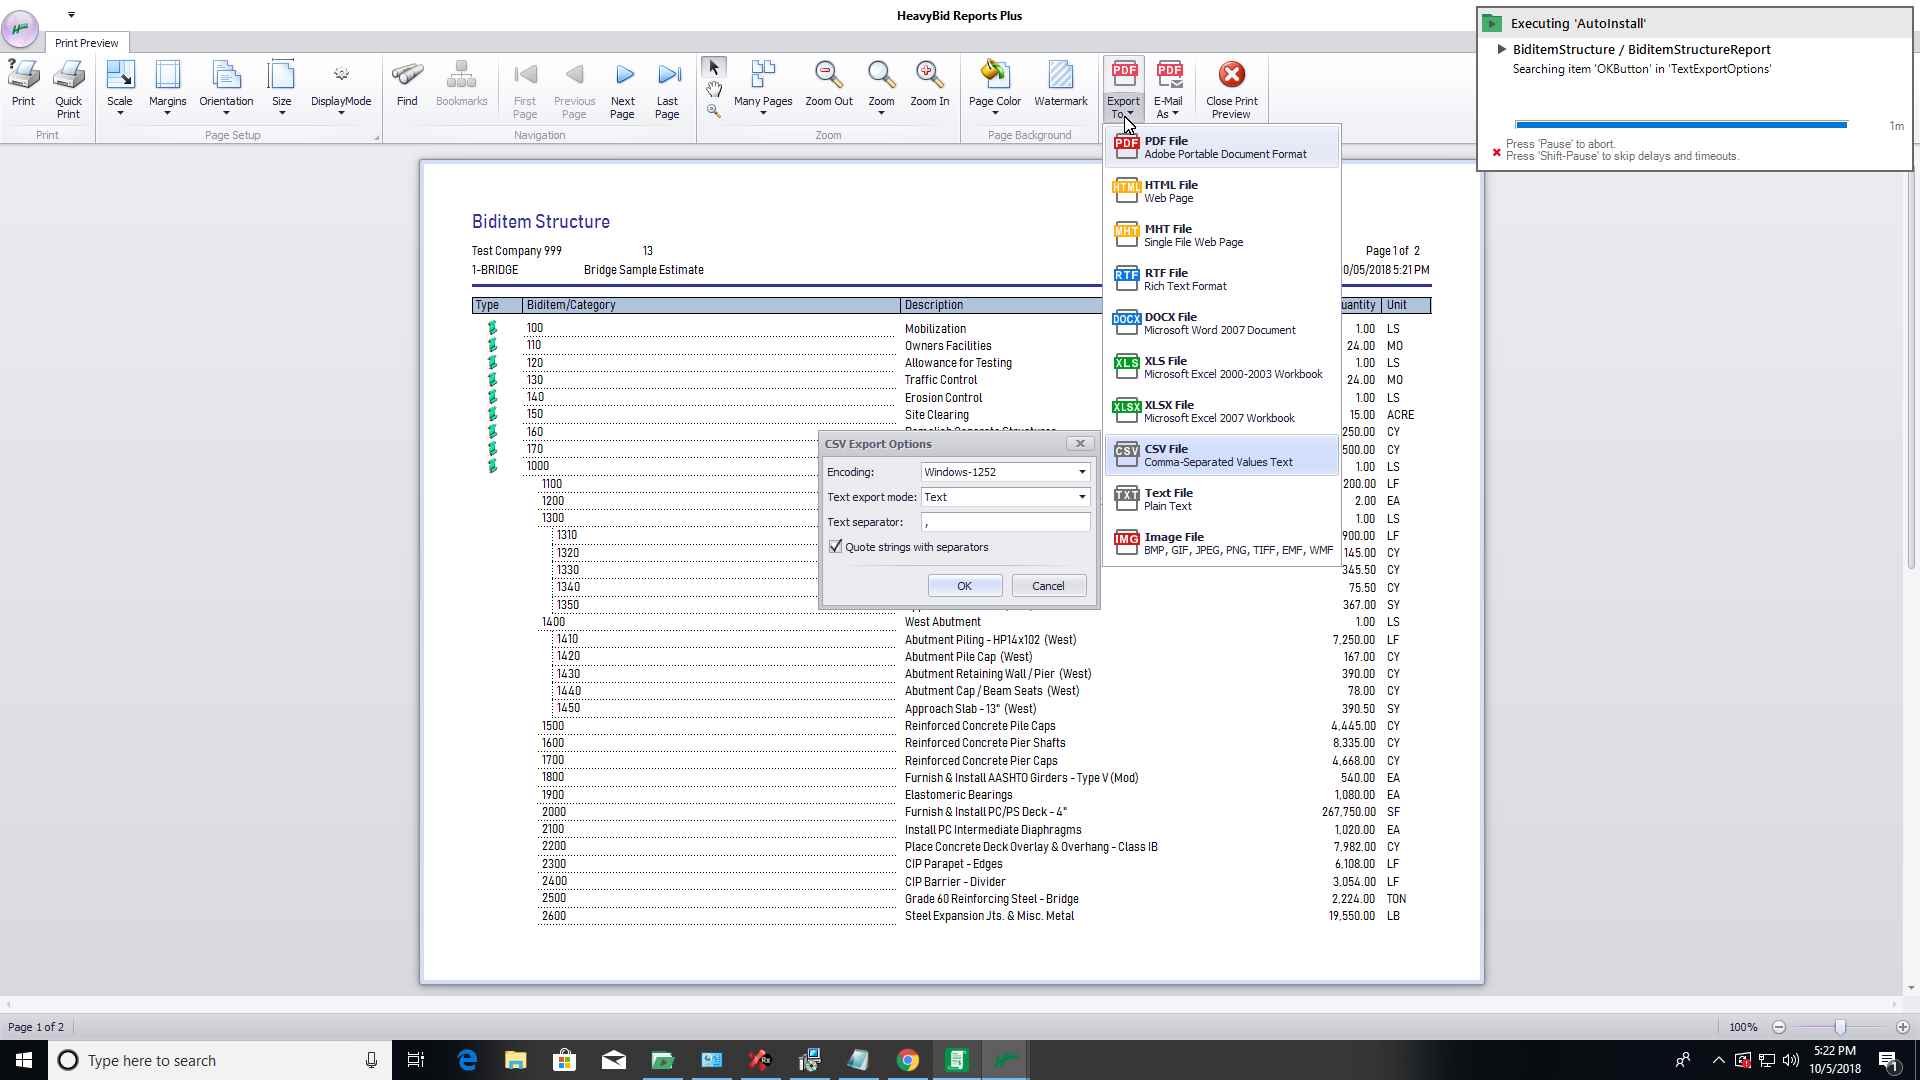 HeavyBid Reports Plus
Print Preview
Print
Quick Print
Print
Scale
Margins
Orientation
Size
DisplayMode
Page Setup
Find
Bookmarks
First Page
Previous Page
Next Page
Last Page
Navigation
Many Pages
Zoom Out
Zoom
Zoom In
Zoom
Page Color
Watermark
Page Background
PDF
Export To
PDF
E-Mail As
Close Print Preview
Executing 'AutoInstall'
BiditemStructure / BiditemStructureReport
Searching item 'OKButton' in 'TextExportOptions'
1m
Press 'Pause' to abort.
Press 'Shift-Pause' to skip delays and timeouts.
PDF
PDF File
Adobe Portable Document Format
HTML
HTML File
Web Page
MHT
MHT File
Single File Web Page
RTF
RTF File
Rich Text Format
DOCX
DOCX File
Microsoft Word 2007 Document
XLS
XLS File
Microsoft Excel 2000-2003 Workbook
XLSX
XLSX File
Microsoft Excel 2007 Workbook
CSV
CSV File
Comma-Separated Values Text
TXT
Text File
Plain Text
IMG
Image File
BMP, GIF, JPEG, PNG, TIFF, EMF, WMF
Biditem Structure
Test Company 999 13 Page 1 of 2
1-BRIDGE Bridge Sample Estimate 0/05/2018 5:21 PM
Type Biditem/Category Description uantity Unit
100 Mobilization 1.00 LS
110 Owners Facilities 24.00 MO
120 Allowance for Testing 1.00 LS
130 Traffic Control 24.00 MO
140 Erosion Control 1.00 LS
150 Site Clearing 15.00 ACRE
160 Demolish Concrete Structures 250.00 CY
170 500.00 CY
1000 1.00 LS
1100 200.00 LF
1200 2.00 EA
1300 1.00 LS
1310 900.00 LF
1320 145.00 CY
1330 345.50 CY
1340 75.50 CY
1350 367.00 SY
1400 West Abutment 1.00 LS
1410 Abutment Piling - HP14x102 (West) 7,250.00 LF
1420 Abutment Pile Cap (West) 167.00 CY
1430 Abutment Retaining Wall / Pier (West) 390.00 CY
1440 Abutment Cap / Beam Seats (West) 78.00 CY
1450 Approach Slab - 13" (West) 390.50 SY
1500 Reinforced Concrete Pile Caps 4,445.00 CY
1600 Reinforced Concrete Pier Shafts 8,335.00 CY
1700 Reinforced Concrete Pier Caps 4,668.00 CY
1800 Furnish & Install AASHTO Girders - Type V (Mod) 540.00 EA
1900 Elastomeric Bearings 1,080.00 EA
2000 Furnish & Install PC/PS Deck - 4" 267,750.00 SF
2100 Install PC Intermediate Diaphragms 1,020.00 EA
2200 Place Concrete Deck Overlay & Overhang - Class IB 7,982.00 CY
2300 CIP Parapet - Edges 6,108.00 LF
2400 CIP Barrier - Divider 3,054.00 LF
2500 Grade 60 Reinforcing Steel - Bridge 2,224.00 TON
2600 Steel Expansion Jts. & Misc. Metal 19,550.00 LB
CSV Export Options
Encoding: Windows-1252
Text export mode: Text
Text separator: ,
Quote strings with separators
OK Cancel
Page 1 of 2
100%
Type here to search
5:22 PM
10/5/2018
1